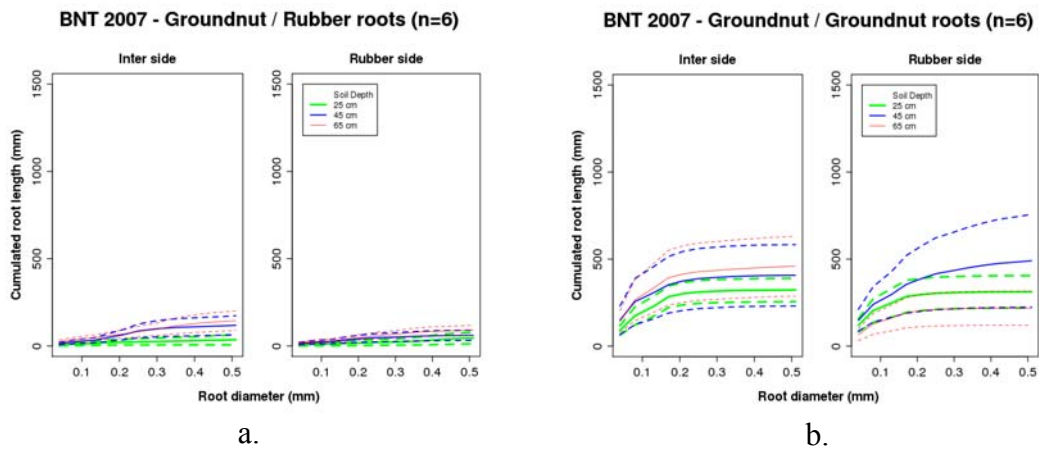 BNT 2007 - Groundnut / Rubber roots (n=6)
Inter side
Rubber side
Cumulated root length (mm)
1500
1000
500
0
Soil Depth
25 cm
45 cm
65 cm
0.1 0.2 0.3 0.4 0.5
0.1 0.2 0.3 0.4 0.5
Root diameter (mm)
a.
BNT 2007 - Groundnut / Groundnut roots (n=6)
Inter side
Rubber side
Cumulated root length (mm)
1500
1000
500
0
1500
1000
500
0
Soil Depth
25 cm
45 cm
65 cm
0.1 0.2 0.3 0.4 0.5
0.1 0.2 0.3 0.4 0.5
Root diameter (mm)
b.